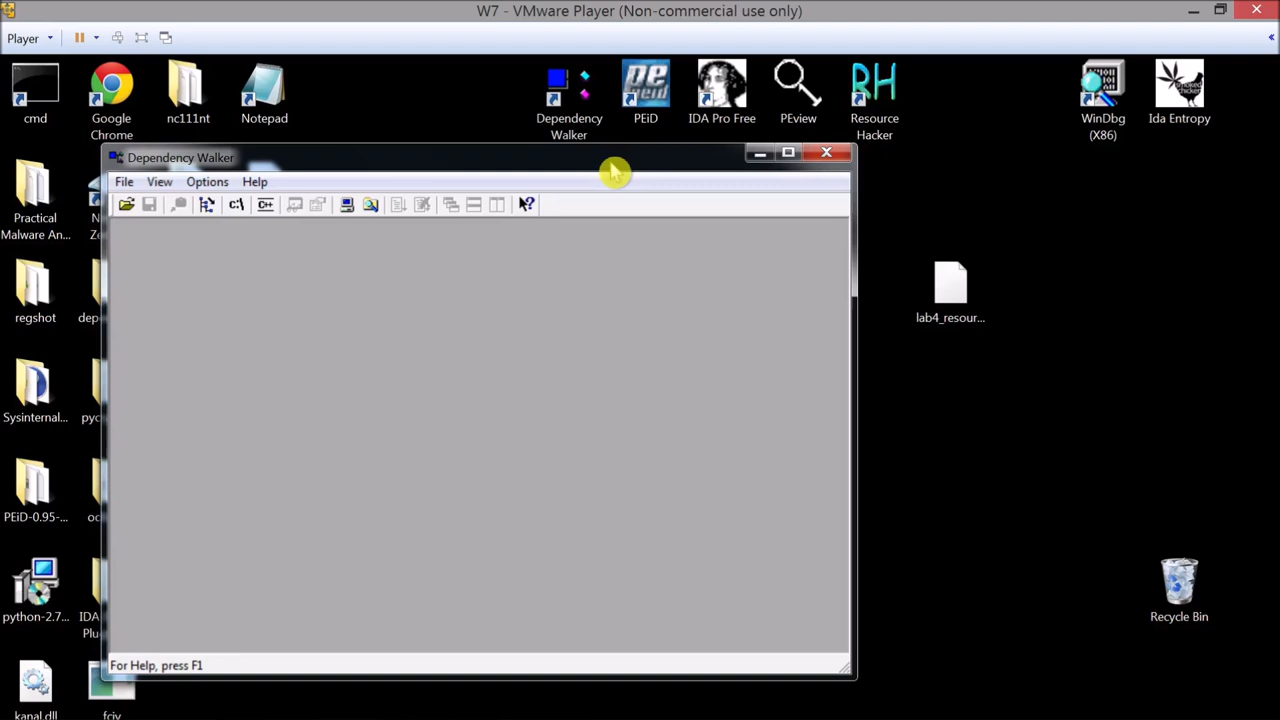 W7 - VMware Player (Non-commercial use only)
Player
cmd
Google
Chrome
nc111nt
Notepad
Dependency
Walker
PEiD
IDA Pro Free
PEview
Resource
Hacker
WinDbg
(X86)
Ida Entropy
Dependency Walker
File View Options Help
C:\ C++
For Help, press F1
Practical
Malware An...
regshot
Sysinternal...
PEiD-0.95-...
python-2.7...
IDA
Plug
kanal.dll
fciv
lab4_resour...
Recycle Bin